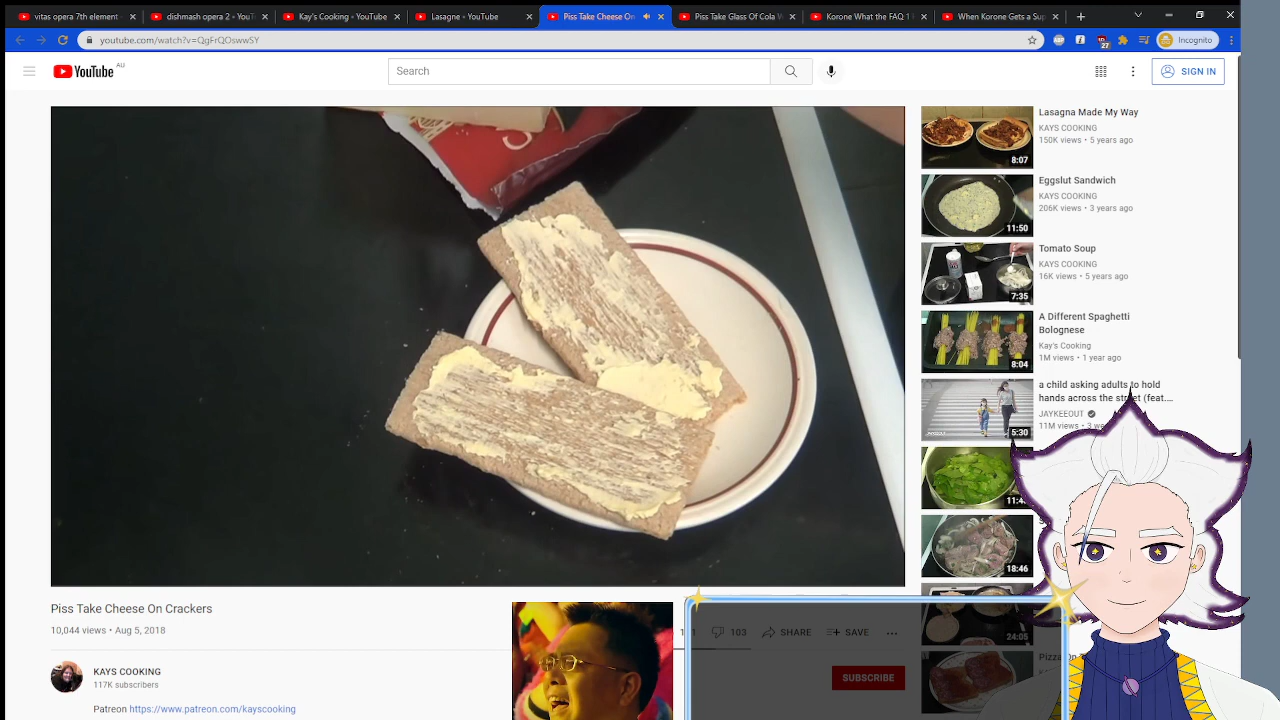 vitas 7th element
dishmash opera 2 - YouT
Kay's Cooking - Youtube
Lasagne - YouTube
Piss Take Cheese On
Piss Take Glass Of Cola W
Korono What the FAQ 1
When Korone Gets a Sup
youtube.com/watch?v=QgFrQOswwSY
ABP
27
Incognito
YouTube AU
Search
SIGN IN
Lasagna Made My Way
KAYS COOKING
150K views • 5 years ago
8:07
Eggslut Sandwich
KAYS COOKING
206K views • 3 years ago
11:50
Tomato Soup
KAYS COOKING
16K views • 5 years ago
7:35
A Different Spaghetti
Bolognese
Kay's Cooking
1M views • 1 year ago
8:04
a child asking adults to hold
hands across the street (feat....
JAYKEEOUT
11M views • 3
5:30
18:46
24:05
Piss Take Cheese On Crackers
10,044 views • Aug 5, 2018
103
SHARE
SAVE
KAYS COOKING
117K subscribers
SUBSCRIBE
Patreon https://www.patreon.com/kayscooking